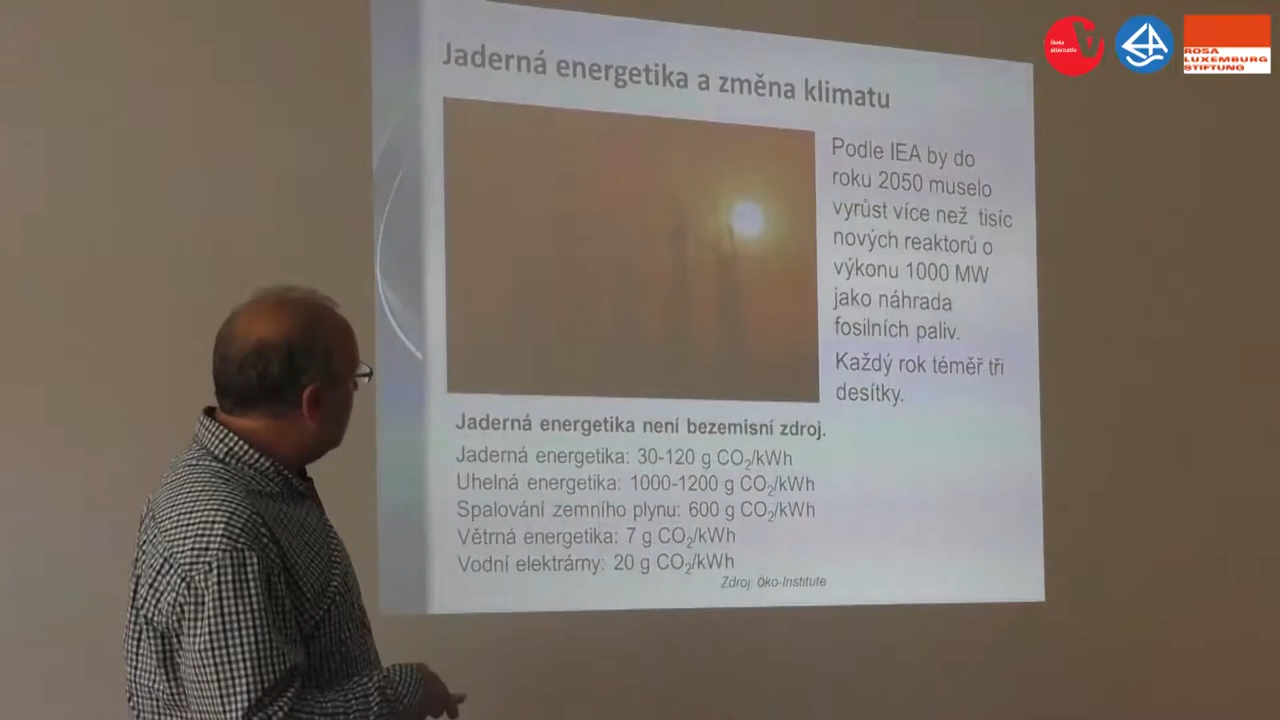 Jaderná energetika a změna klimatu
Podle IEA by do
roku 2050 muselo
vyrůst více než tisíc
nových reaktorů o
výkonu 1000 MW
jako náhrada
fosilních paliv.
Každý rok téměř tři
desítky.
Jaderná energetika není bezemisní zdroj.
Jaderná energetika: 30-120 g CO₂/kWh
Uhelná energetika: 1000-1200 g CO₂/kWh
Spalování zemního plynu: 600 g CO₂/kWh
Větrná energetika: 7 g CO₂/kWh
Vodní elektrárny: 20 g CO₂/kWh
Zdroj: Öko-Institute
škola
alternativ
ROSA
LUXEMBURG
STIFTUNG